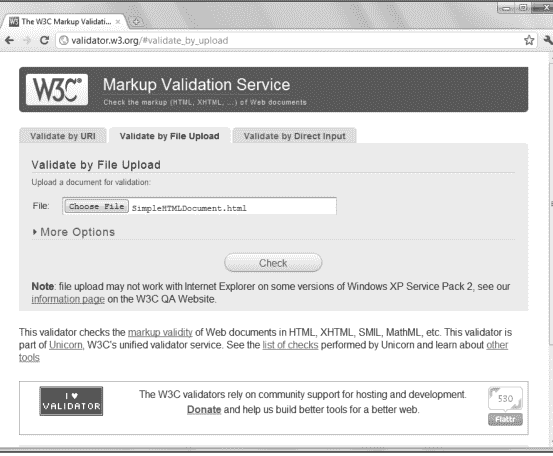 The W3C Markup Validati...
validator.w3.org/#validate_by_upload
W3C® Markup Validation Service
Check the markup (HTML, XHTML, ...) of Web documents
Validate by URI Validate by File Upload Validate by Direct Input
Validate by File Upload
Upload a document for validation:
File: Choose File SimpleHTMLDocument.html
More Options
Check
Note: file upload may not work with Internet Explorer on some versions of Windows XP Service Pack 2, see our
information page on the W3C QA Website.
This validator checks the markup validity of Web documents in HTML, XHTML, SMIL, MathML, etc. This validator is
part of Unicorn, W3C's unified validator service. See the list of checks performed by Unicorn and learn about other
tools
I ♥
VALIDATOR
The W3C validators rely on community support for hosting and development.
Donate and help us build better tools for a better web.
530
Flattr